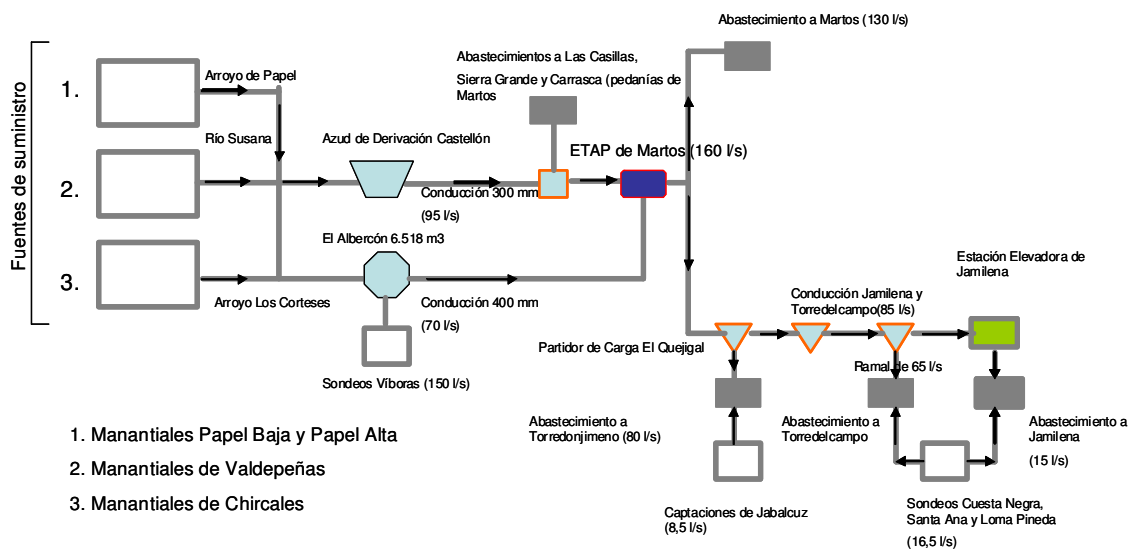 Fuentes de suministro
1.
2.
3.
Arroyo de Papel
Río Susana
Arroyo Los Corteses
Azud de Derivación Castellón
Conducción 300 mm
(95 l/s)
El Albercón 6.518 m3
Conducción 400 mm
(70 l/s)
Sondeos Víboras (150 l/s)
Abastecimientos a Las Casillas,
Sierra Grande y Carrasca (pedanías de
Martos
ETAP de Martos (160 l/s)
Abastecimiento a Martos (130 l/s)
Partidor de Carga El Quejigal
Conducción Jamilena y
Torredelcampo(85 l/s)
Estación Elevadora de
Jamilena
Ramal de 65 l/s
Abastecimiento a
Torredonjimeno (80 l/s)
Abastecimiento a
Torredelcampo
Abastecimiento a
Jamilena
(15 l/s)
Captaciones de Jabalcuz
(8,5 l/s)
Sondeos Cuesta Negra,
Santa Ana y Loma Pineda
(16,5 l/s)
1. Manantiales Papel Baja y Papel Alta
2. Manantiales de Valdepeñas
3. Manantiales de Chircales